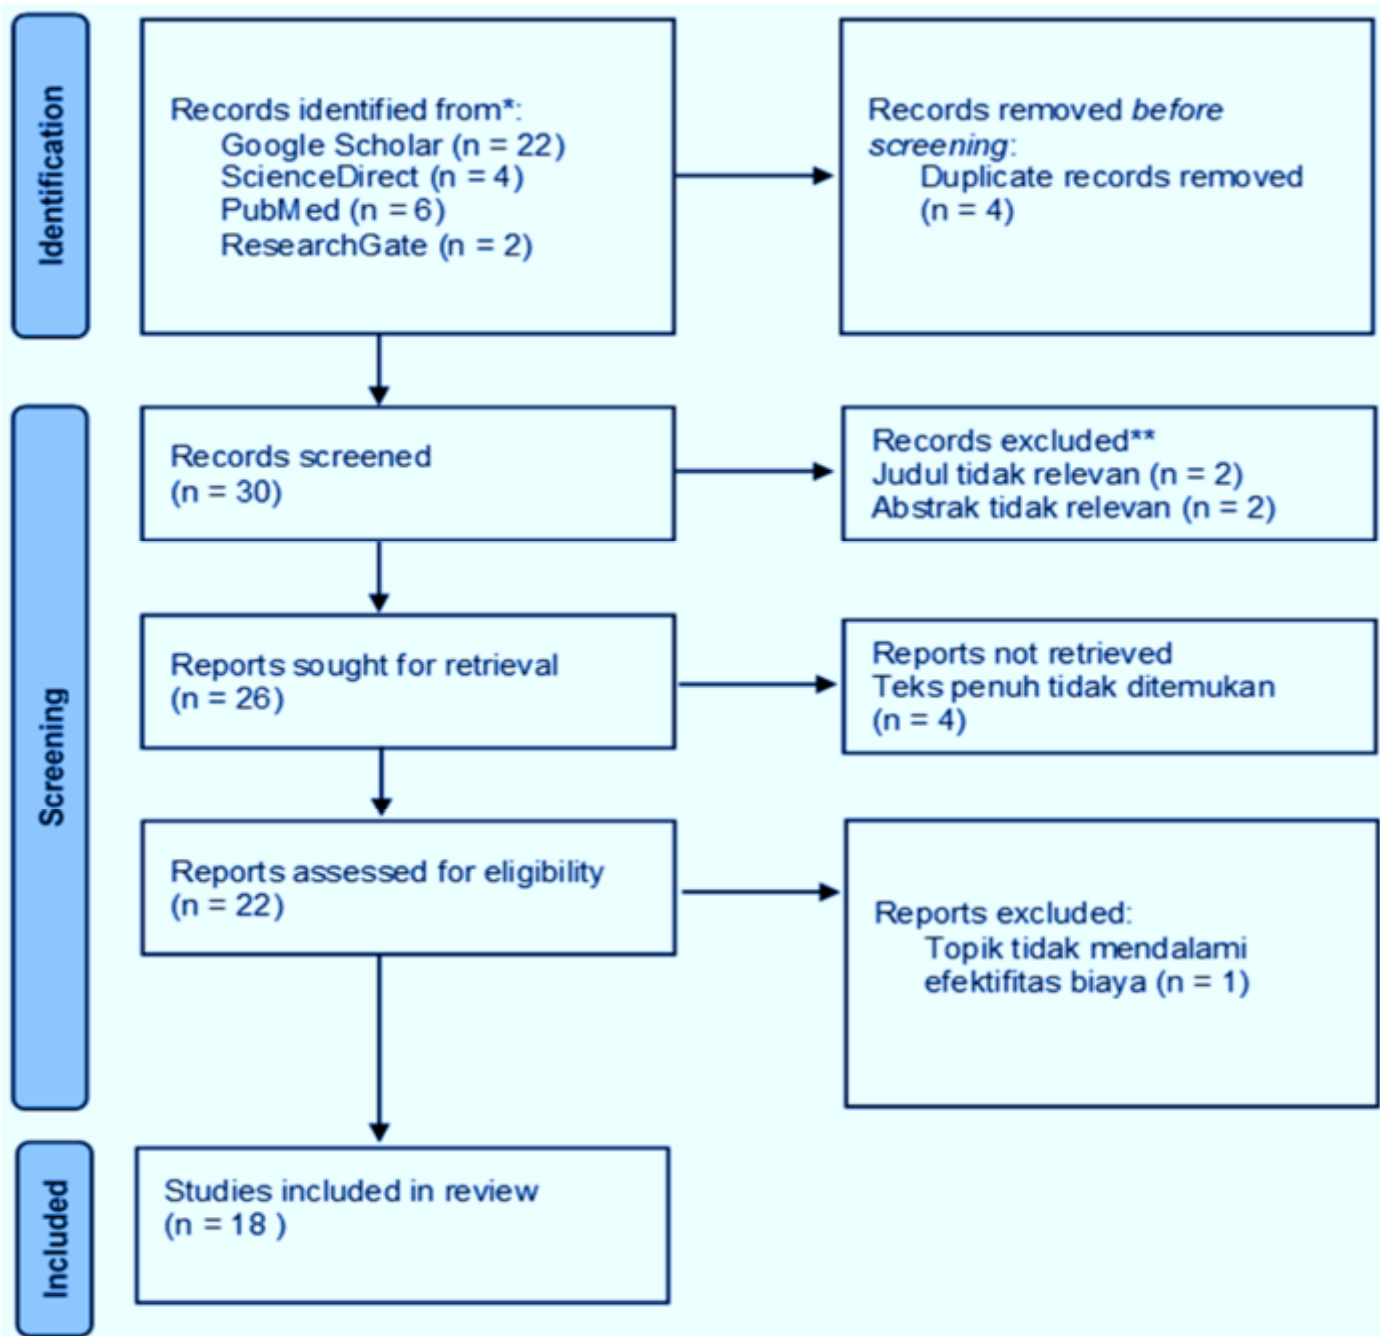 Identification
Records identified from*:
Google Scholar (n = 22)
ScienceDirect (n = 4)
PubMed (n = 6)
ResearchGate (n = 2)
Records removed before
screening:
Duplicate records removed
(n = 4)
Screening
Records screened
(n = 30)
Records excluded**
Judul tidak relevan (n = 2)
Abstrak tidak relevan (n = 2)
Reports sought for retrieval
(n = 26)
Reports not retrieved
Teks penuh tidak ditemukan
(n = 4)
Reports assessed for eligibility
(n = 22)
Reports excluded:
Topik tidak mendalami
efektifitas biaya (n = 1)
Included
Studies included in review
(n = 18 )